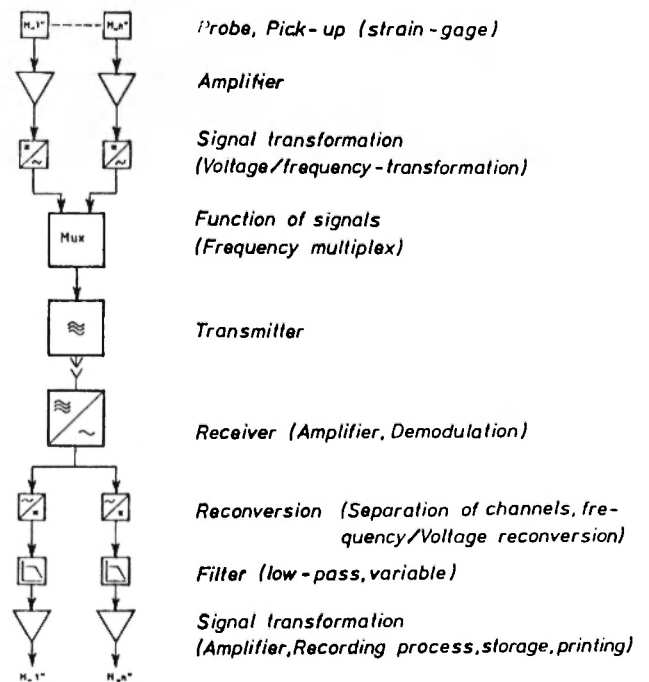 Probe, Pick-up (strain-gage)
Amplifier
Signal transformation
(Voltage/frequency-transformation)
Mux
Function of signals
(Frequency multiplex)
Transmitter
Receiver (Amplifier, Demodulation)
Reconversion (Separation of channels, fre-
quency/Voltage reconversion)
Filter (low-pass, variable)
Signal transformation
(Amplifier, Recording process, storage, printing)